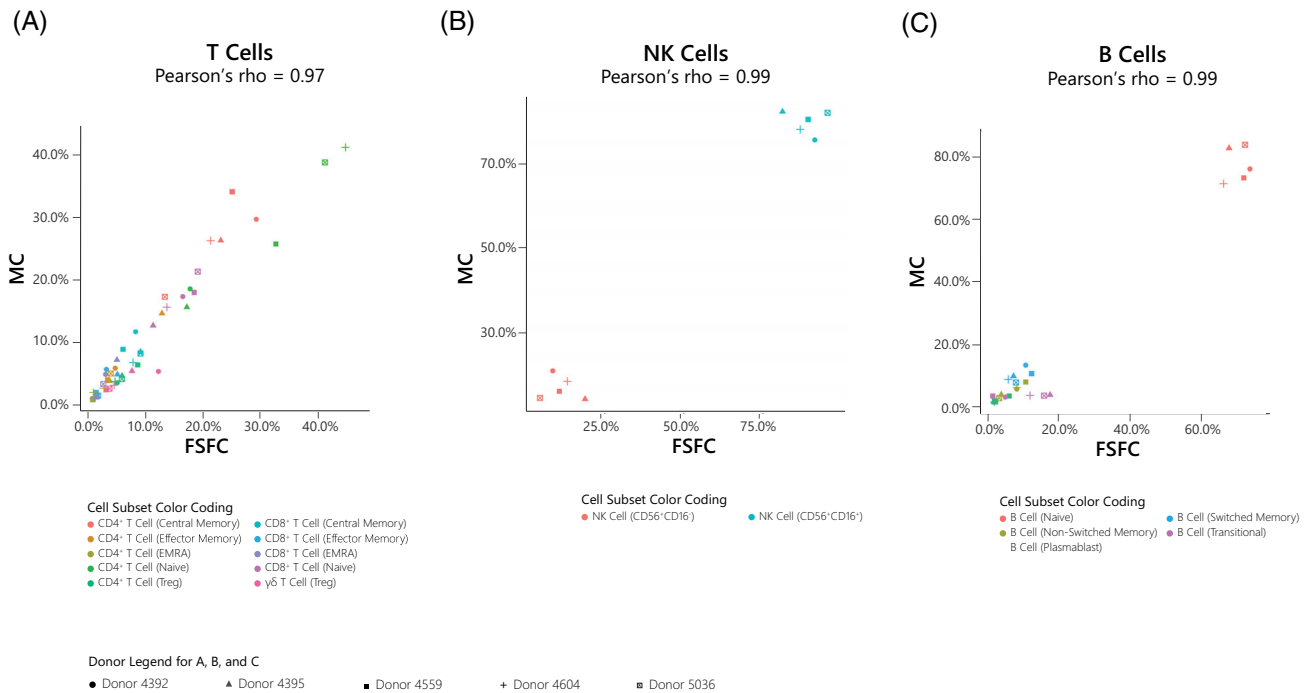 (A)
T Cells
Pearson's rho = 0.97
MC
40.0%
30.0%
20.0%
10.0%
0.0%
0.0% 10.0% 20.0% 30.0% 40.0%
FSFC
Cell Subset Color Coding
CD4⁺ T Cell (Central Memory) CD8⁺ T Cell (Central Memory)
CD4⁺ T Cell (Effector Memory) CD8⁺ T Cell (Effector Memory)
CD4⁺ T Cell (EMRA) CD8⁺ T Cell (EMRA)
CD4⁺ T Cell (Naive) CD8⁺ T Cell (Naive)
CD4⁺ T Cell (Treg) γδ T Cell (Treg)
(B)
NK Cells
Pearson's rho = 0.99
MC
70.0%
50.0%
30.0%
25.0% 50.0% 75.0%
FSFC
Cell Subset Color Coding
NK Cell (CD56⁺CD16⁻) NK Cell (CD56⁺CD16⁺)
(C)
B Cells
Pearson's rho = 0.99
MC
80.0%
60.0%
40.0%
20.0%
0.0%
0.0% 20.0% 40.0% 60.0%
FSFC
Cell Subset Color Coding
B Cell (Naive) B Cell (Switched Memory)
B Cell (Non-Switched Memory) B Cell (Transitional)
B Cell (Plasmablast)
Donor Legend for A, B, and C
Donor 4392 Donor 4395 Donor 4559 Donor 4604 Donor 5036